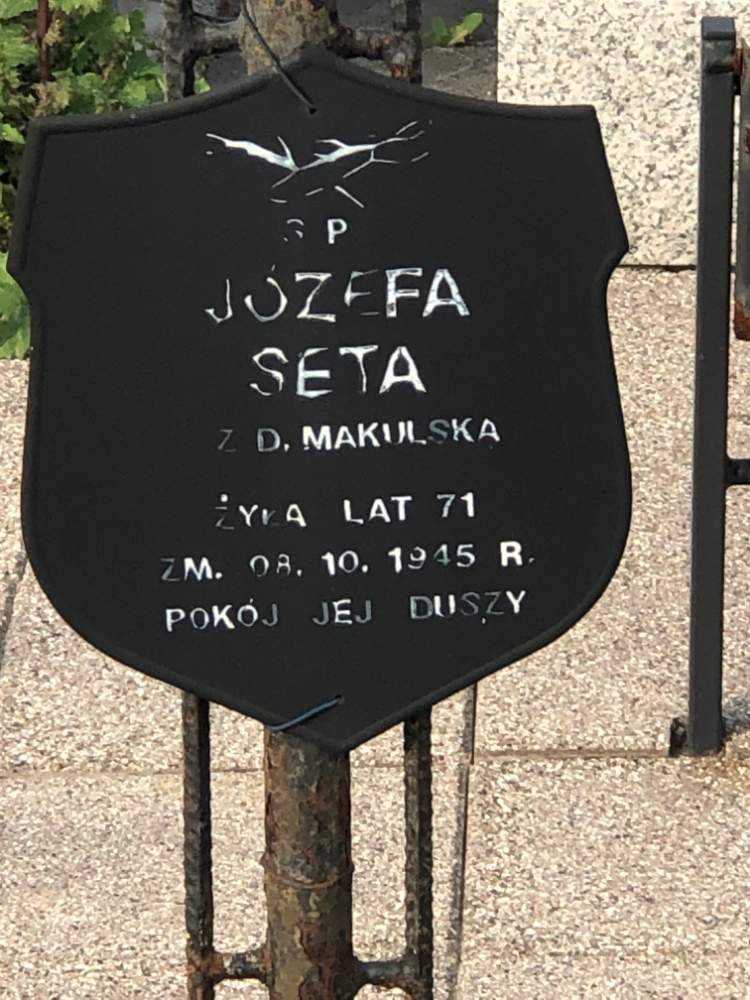 Ś P
JÓZEFA
SETA
Z D. MAKULSKA
ŻYŁA LAT 71
ZM. 08. 10. 1945 R.
POKÓJ JEJ DUSZY